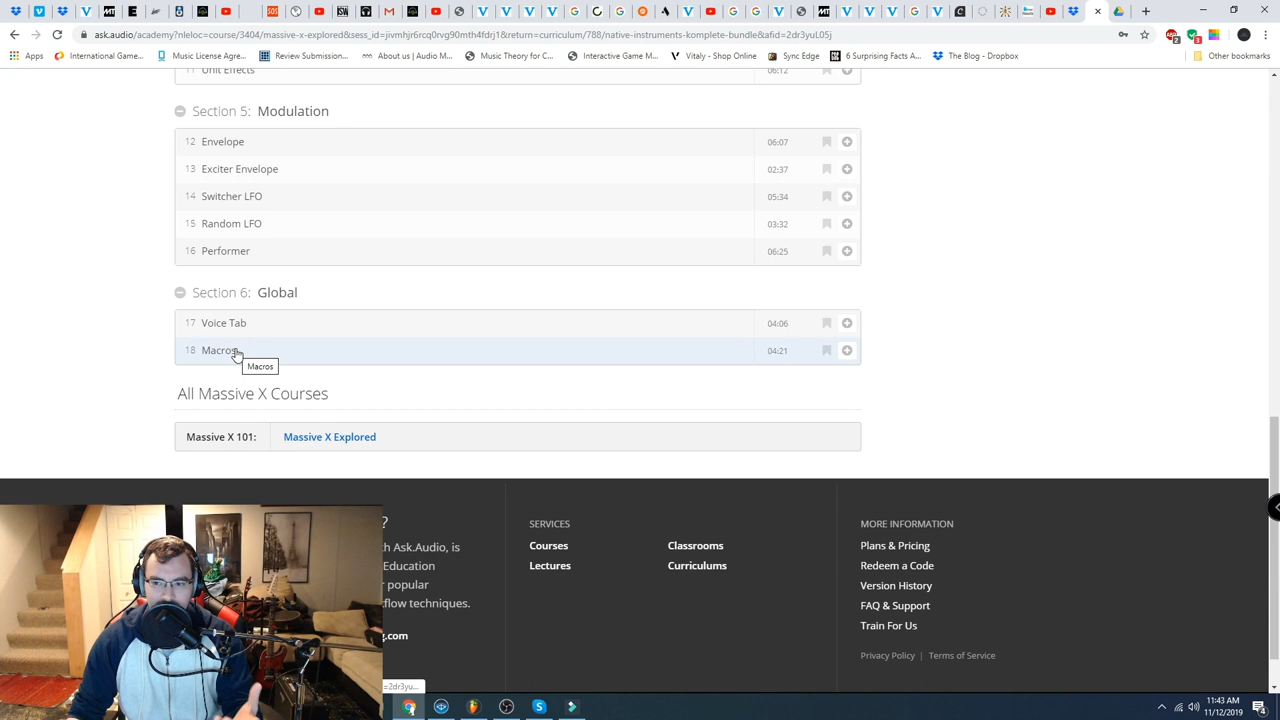 ask.audio/academy?nleloc=course/3404/massive-x-explored&sess_id=jivmhjr6rcq0rvg90mth4fdrj1&return=curriculum/788/native-instruments-komplete-bundle&afid=2dr3yuL05j
Apps
International Game...
Music License Agre...
Review Submission...
About us | Audio M...
Music Theory for C...
Interactive Game M...
Vitaly - Shop Online
Sync Edge
6 Surprising Facts A...
The Blog - Dropbox
Other bookmarks
11 Unit Effects 06:12
Section 5: Modulation
12 Envelope 06:07
13 Exciter Envelope 02:37
14 Switcher LFO 05:34
15 Random LFO 03:32
16 Performer 06:25
Section 6: Global
17 Voice Tab 04:06
18 Macros 04:21
Macros
All Massive X Courses
Massive X 101: Massive X Explored
?
th Ask.Audio, is
Education
r popular
kflow techniques.
g.com
SERVICES
Courses
Lectures
Classrooms
Curriculums
MORE INFORMATION
Plans & Pricing
Redeem a Code
Version History
FAQ & Support
Train For Us
Privacy Policy | Terms of Service
=2dr3yu...
11:43 AM
11/12/2019